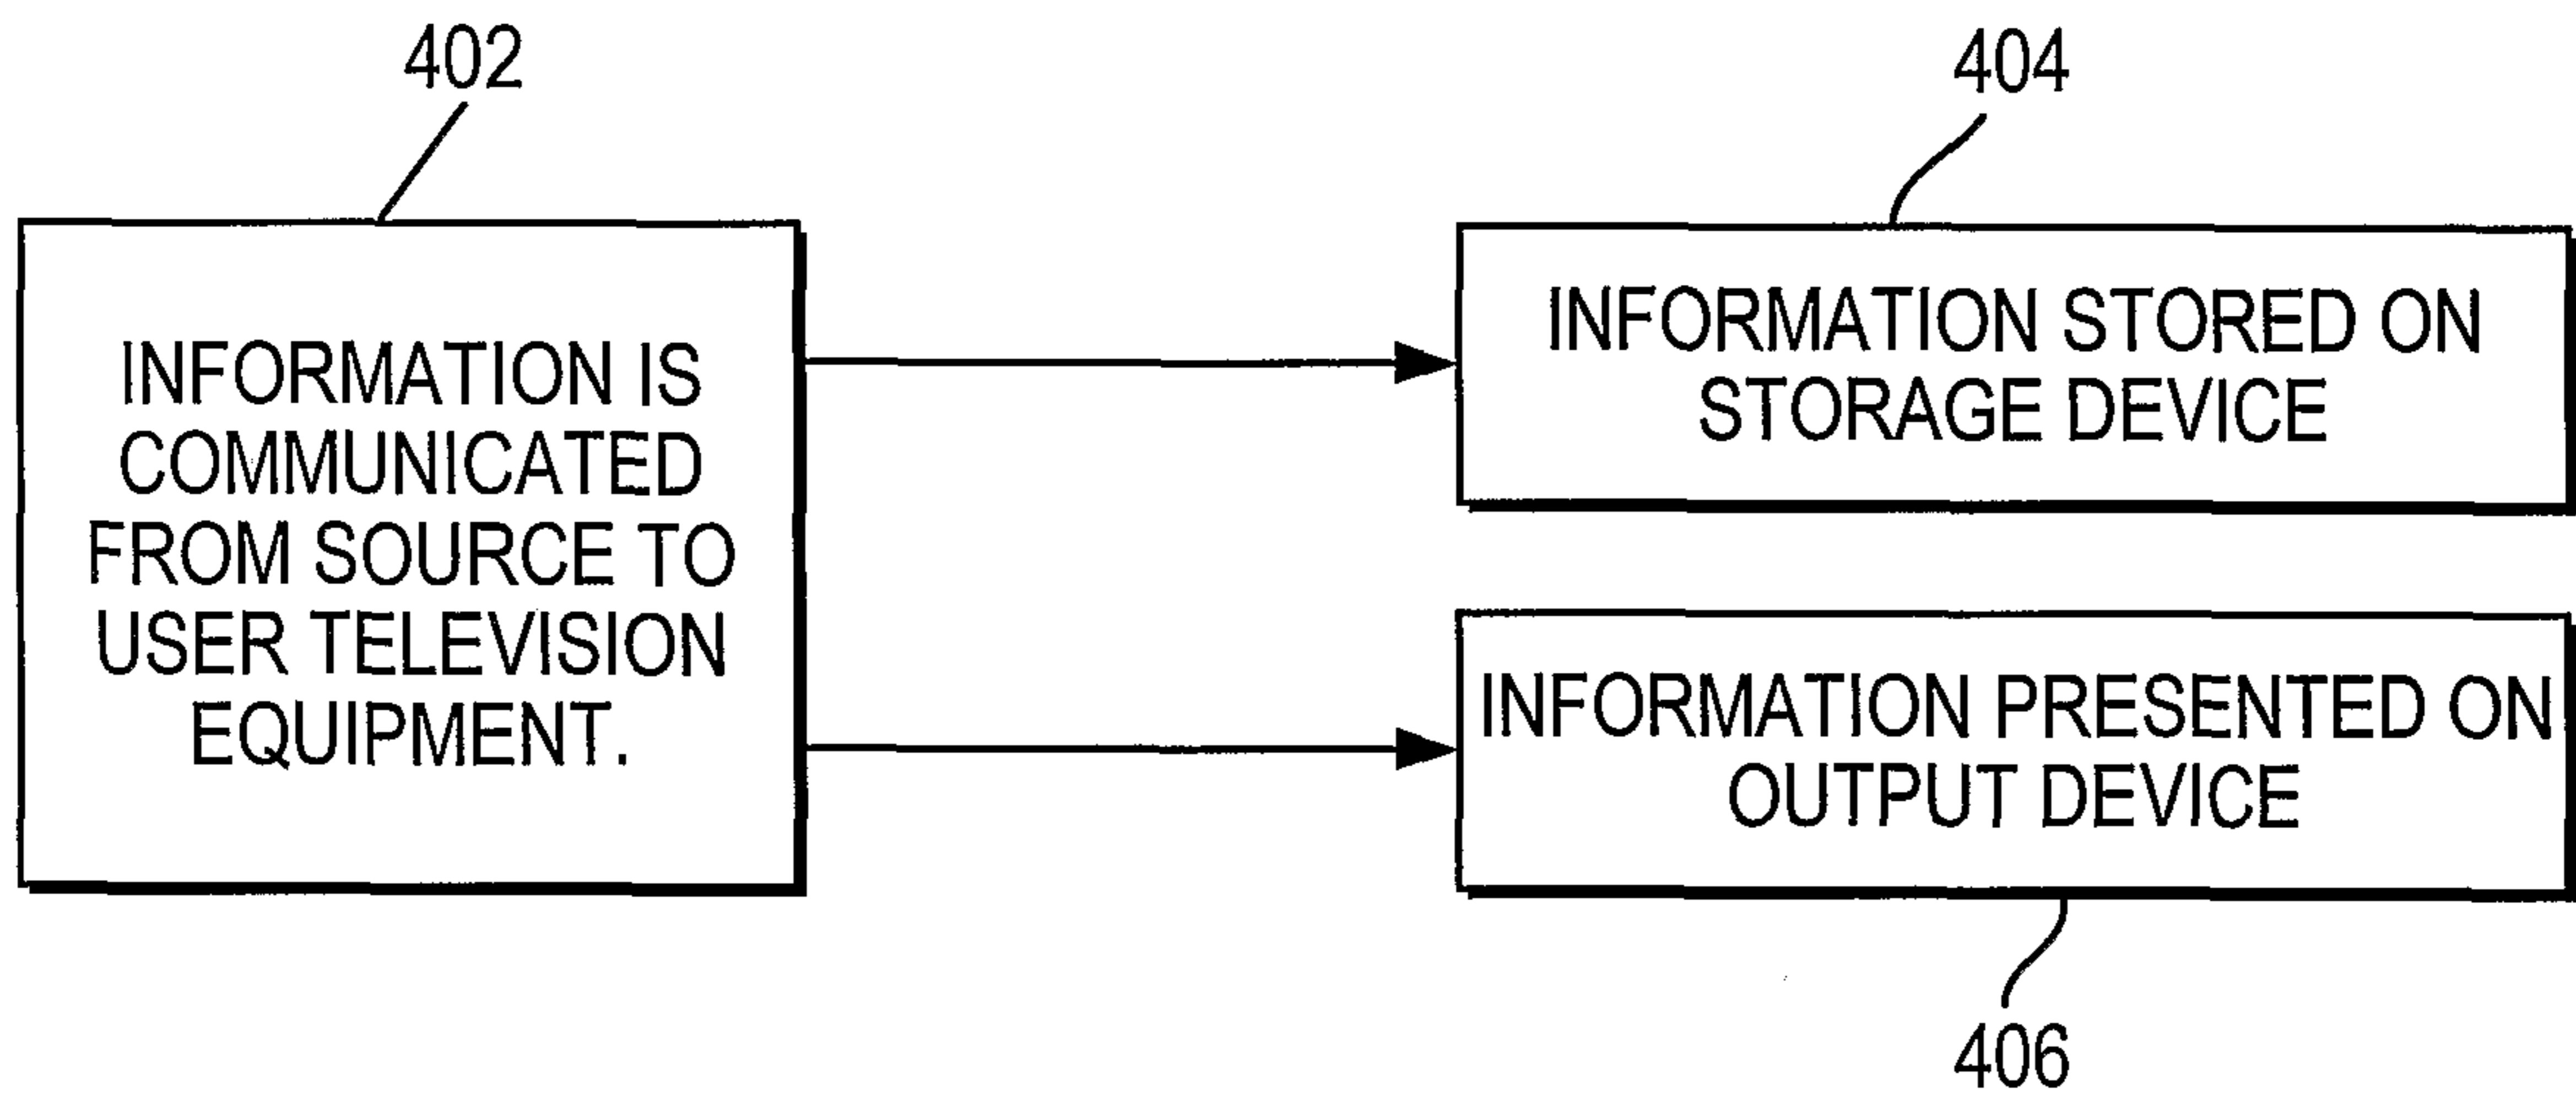 402
INFORMATION IS
COMMUNICATED
FROM SOURCE TO
USER TELEVISION
EQUIPMENT.
404
INFORMATION STORED ON
STORAGE DEVICE
INFORMATION PRESENTED ON
OUTPUT DEVICE
406